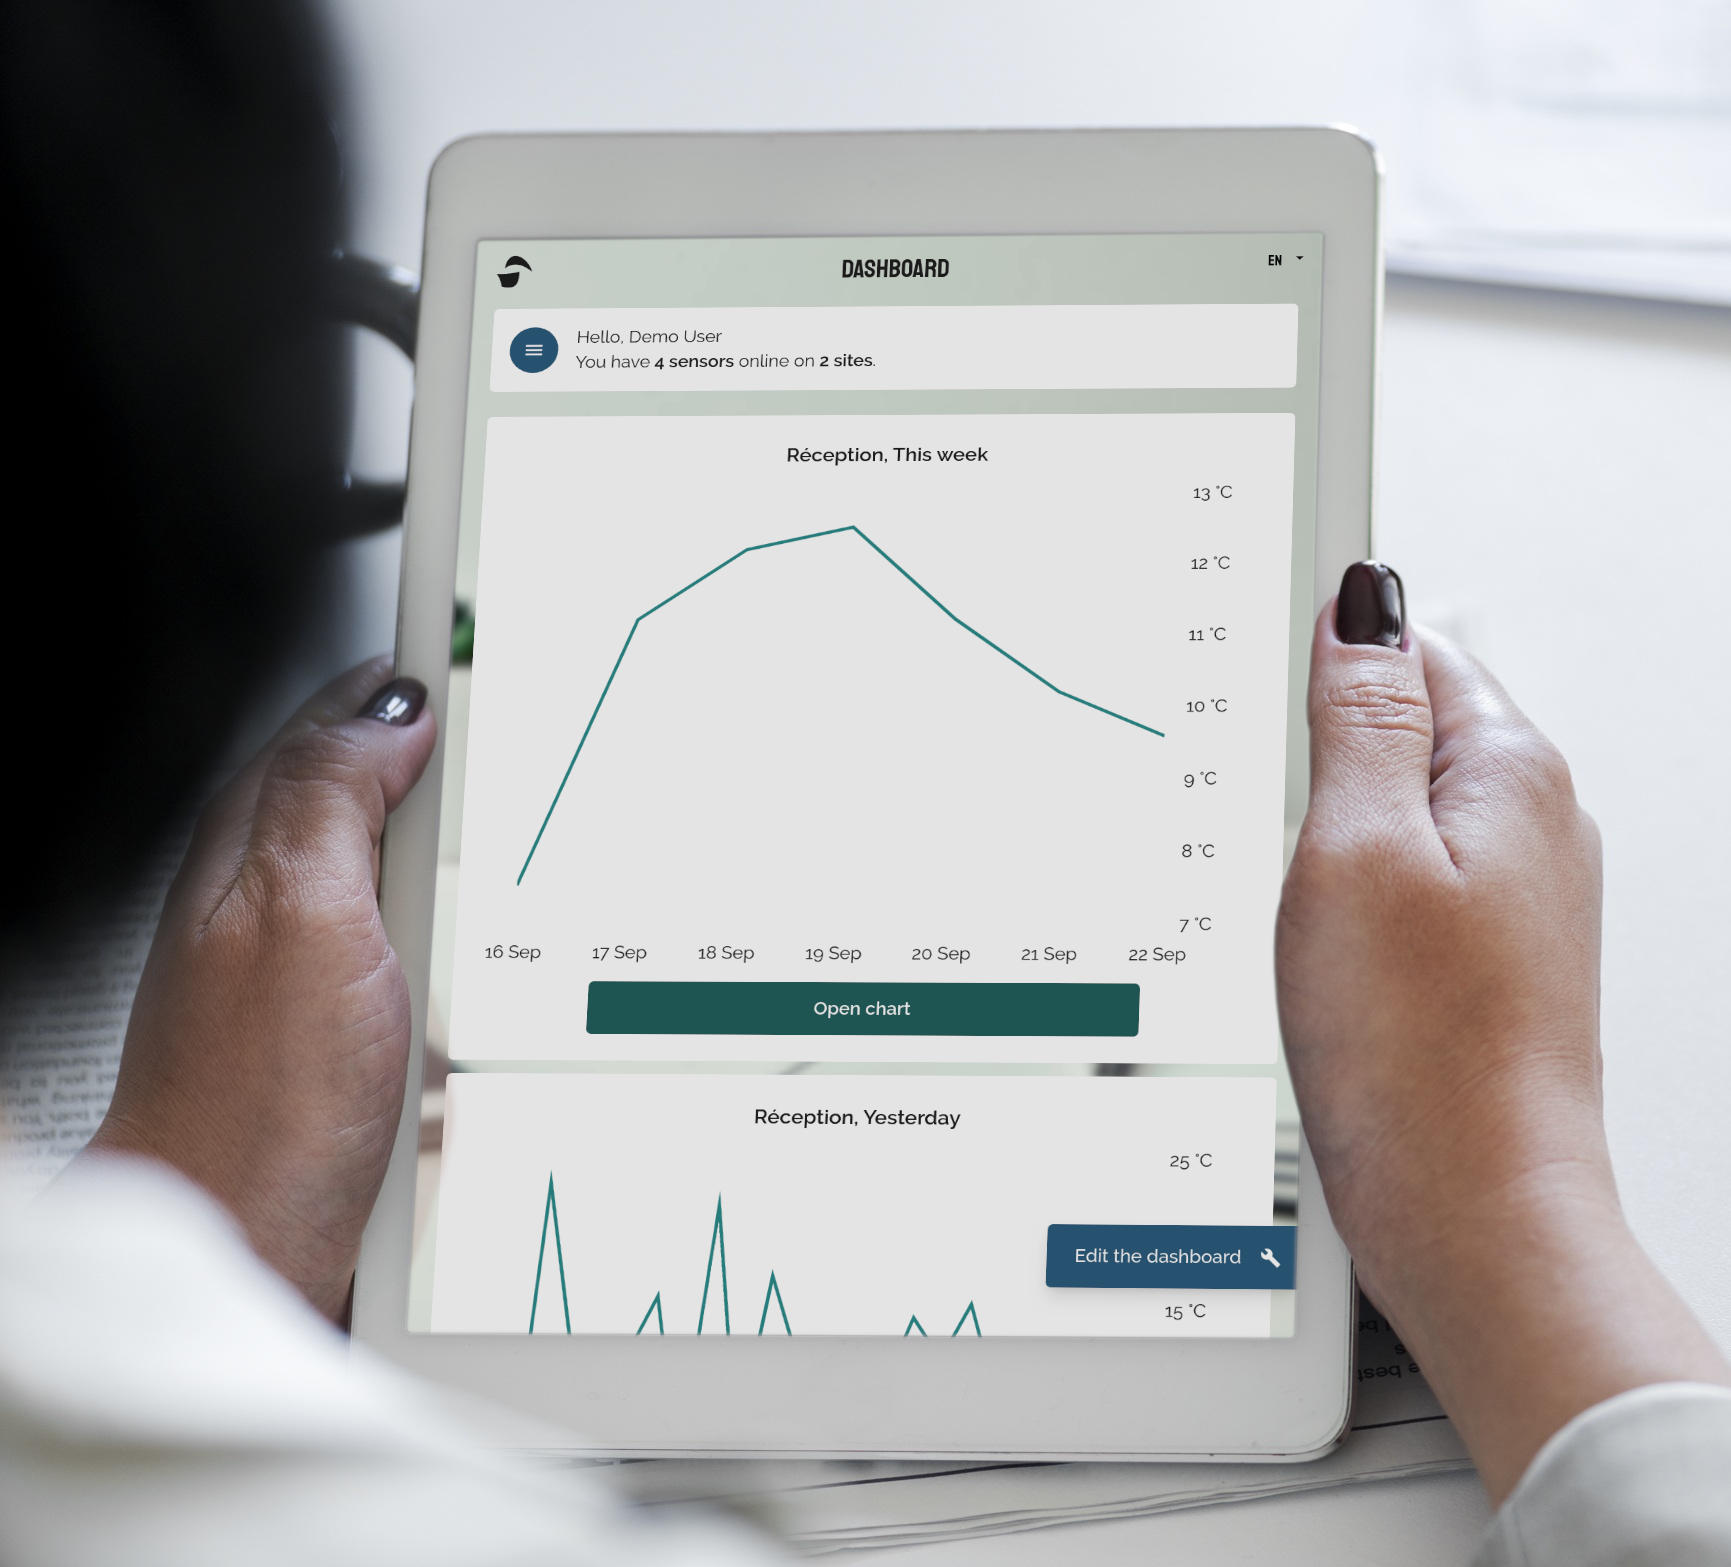 DASHBOARD
EN
Hello, Demo User
You have 4 sensors online on 2 sites.
Réception, This week
13 °C
12 °C
11 °C
10 °C
9 °C
8 °C
7 °C
16 Sep 17 Sep 18 Sep 19 Sep 20 Sep 21 Sep 22 Sep
Open chart
Réception, Yesterday
25 °C
Edit the dashboard
15 °C